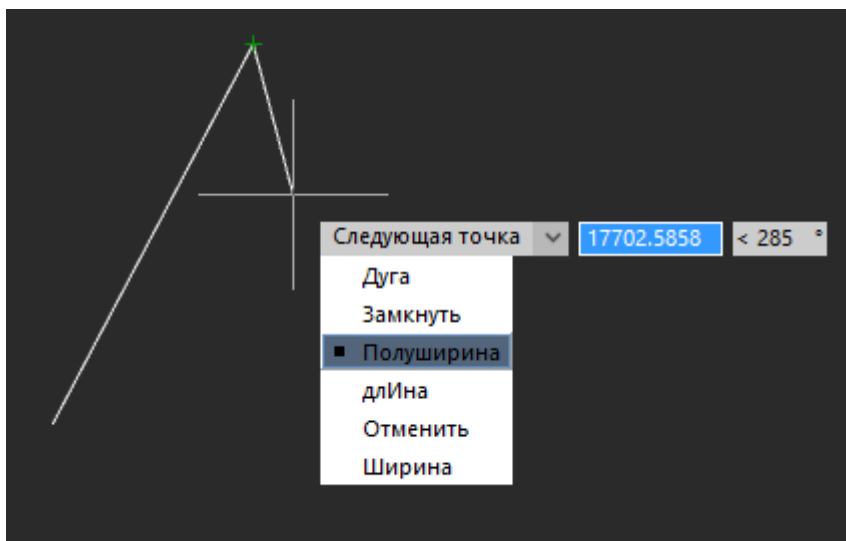 Следующая точка 17702.5858 < 285 °
Дуга
Замкнуть
Полуширина
длИна
Отменить
Ширина